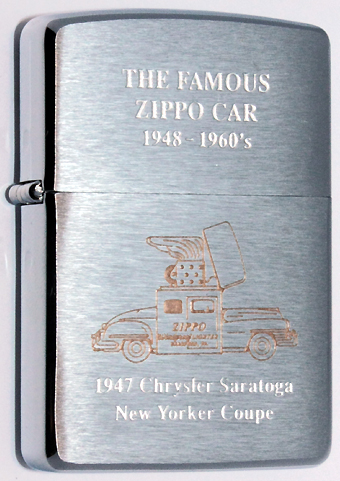 THE FAMOUS
ZIPPO CAR
1948 - 1960's
ZIPPO
1947 Chrysler Saratoga
New Yorker Coupe